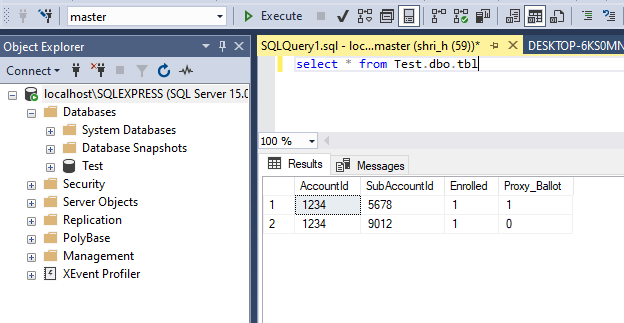 master
Execute
Object Explorer
SQLQuery1.sql - loc...master (shri_h (59))*
DESKTOP-6KS0MN
Connect
select * from Test.dbo.tbl
localhost\SQLEXPRESS (SQL Server 15.0
Databases
System Databases
Database Snapshots
Test
Security
Server Objects
Replication
PolyBase
Management
XEvent Profiler
100 %
Results
Messages
AccountId SubAccountId Enrolled Proxy_Ballot
1 1234 5678 1 1
2 1234 9012 1 0